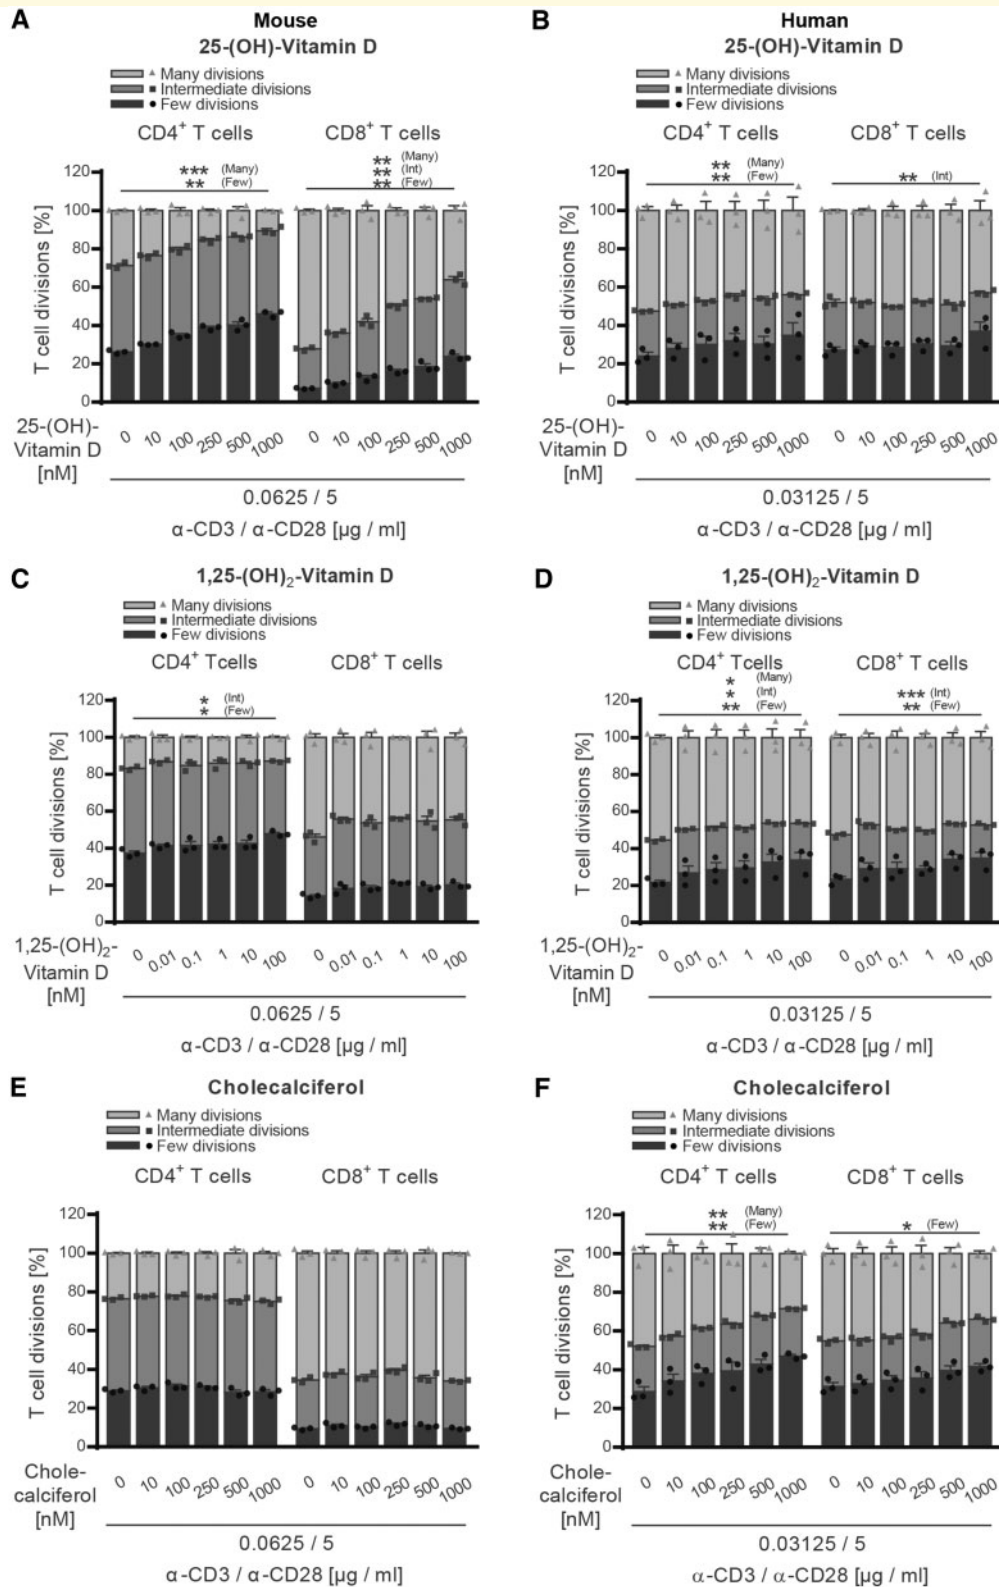 A Mouse
25-(OH)-Vitamin D
Many divisions
Intermediate divisions
Few divisions
CD4+ T cells CD8+ T cells
*** (Many)
** (Few)
** (Many)
** (Int)
** (Few)
T cell divisions [%]
120
100
80
60
40
20
0
25-(OH)-
Vitamin D
[nM]
0 10 100 250 500 1000 0 10 100 250 500 1000
0.0625 / 5
α-CD3 / α-CD28 [µg / ml]
B Human
25-(OH)-Vitamin D
Many divisions
Intermediate divisions
Few divisions
CD4+ T cells CD8+ T cells
** (Many)
** (Few)
** (Int)
T cell divisions [%]
120
100
80
60
40
20
0
25-(OH)-
Vitamin D
[nM]
0 10 100 250 500 1000 0 10 100 250 500 1000
0.03125 / 5
α-CD3 / α-CD28 [µg / ml]
C 1,25-(OH)2-Vitamin D
Many divisions
Intermediate divisions
Few divisions
CD4+ Tcells CD8+ T cells
* (Int)
* (Few)
T cell divisions [%]
120
100
80
60
40
20
0
1,25-(OH)2-
Vitamin D
[nM]
0 0.01 0.1 1 10 100 0 0.01 0.1 1 10 100
0.0625 / 5
α-CD3 / α-CD28 [µg / ml]
D 1,25-(OH)2-Vitamin D
Many divisions
Intermediate divisions
Few divisions
CD4+ Tcells CD8+ T cells
* (Many)
* (Int)
** (Few)
*** (Int)
** (Few)
T cell divisions [%]
120
100
80
60
40
20
0
1,25-(OH)2-
Vitamin D
[nM]
0 0.01 0.1 1 10 100 0 0.01 0.1 1 10 100
0.03125 / 5
α-CD3 / α-CD28 [µg / ml]
E Cholecalciferol
Many divisions
Intermediate divisions
Few divisions
CD4+ T cells CD8+ T cells
T cell divisions [%]
120
100
80
60
40
20
0
Chole-
calciferol
[nM]
0 10 100 250 500 1000 0 10 100 250 500 1000
0.0625 / 5
α-CD3 / α-CD28 [µg / ml]
F Cholecalciferol
Many divisions
Intermediate divisions
Few divisions
CD4+ T cells CD8+ T cells
** (Many)
** (Few)
* (Few)
T cell divisions [%]
120
100
80
60
40
20
0
Chole-
calciferol
[nM]
0 10 100 250 500 1000 0 10 100 250 500 1000
0.03125 / 5
α-CD3 / α-CD28 [µg / ml]